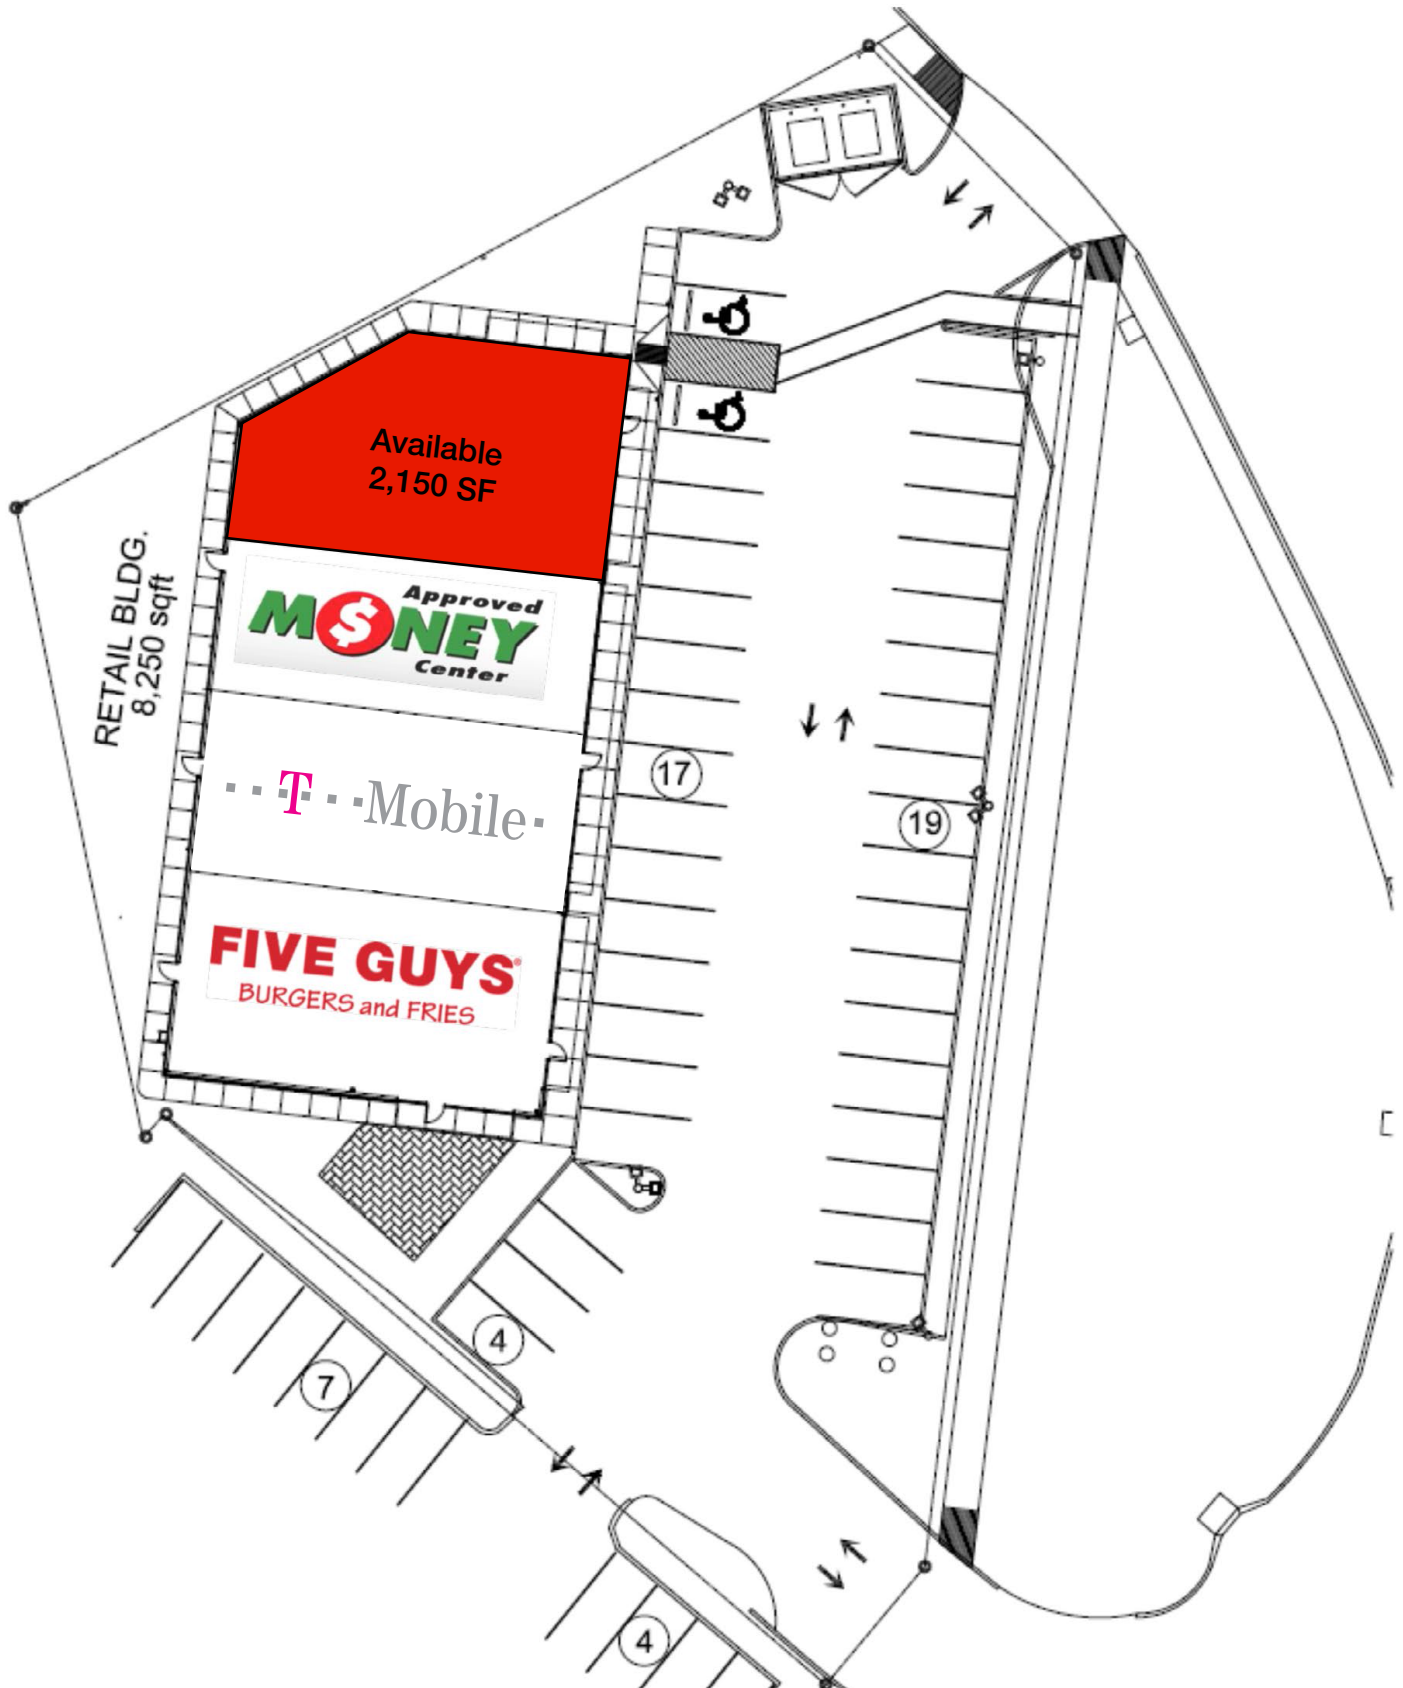 Available
2,150 SF
RETAIL BLDG.
8,250 sqft
Approved
M$NEY
Center
17
T
Mobile
19
FIVE GUYS®
BURGERS and FRIES
4
7
4